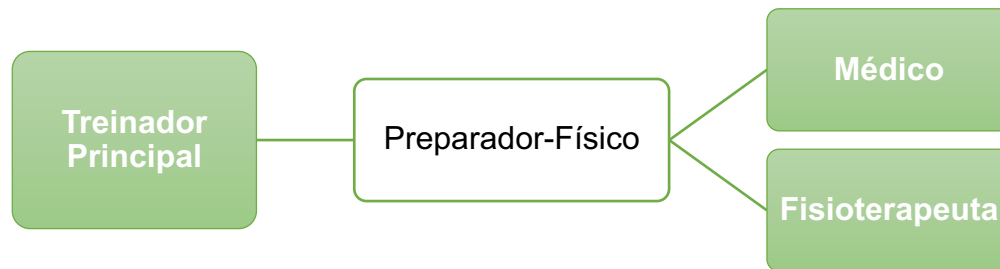 Treinador
Principal
Preparador-Físico
Médico
Fisioterapeuta